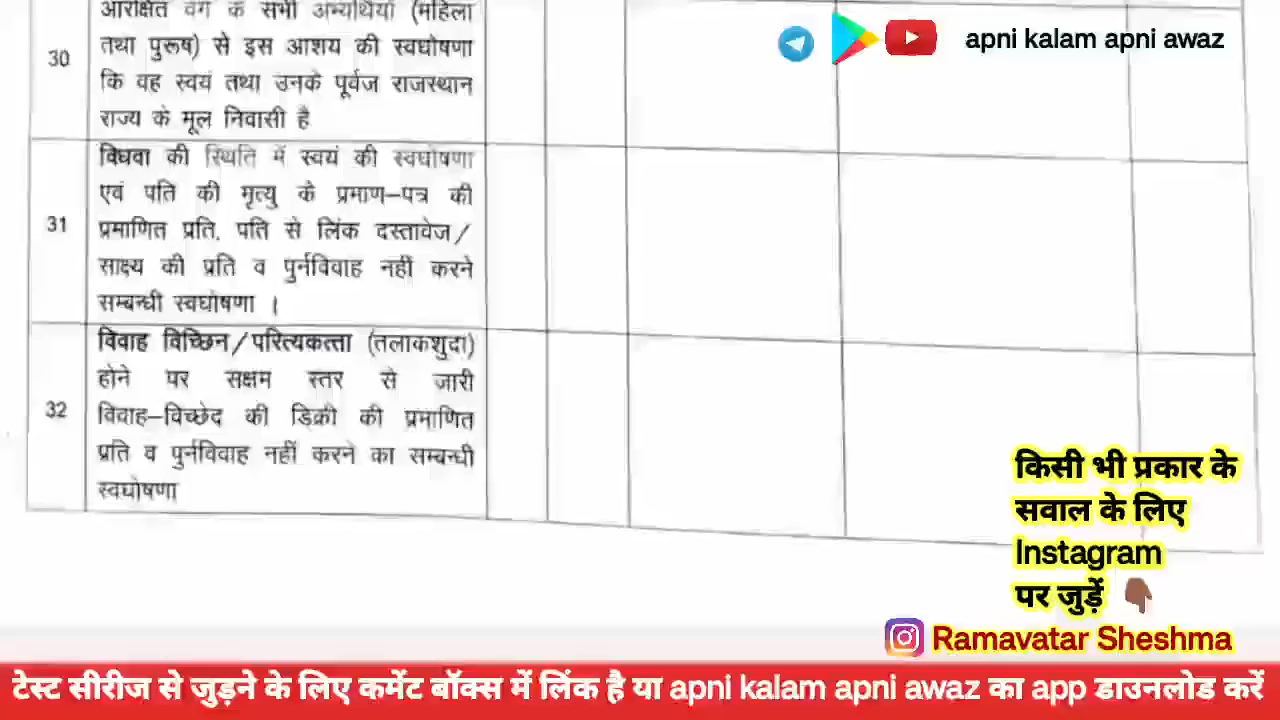 आरक्षित वर्ग के सभी अभ्यर्थियों (महिला
तथा पुरूष) से इस आशय की स्वघोषणा
कि वह स्वयं तथा उनके पूर्वज राजस्थान
राज्य के मूल निवासी है
30
विधवा की स्थिति में स्वयं की स्वघोषणा
एवं पति की मृत्यु के प्रमाण–पत्र की
प्रमाणित प्रति, पति से लिंक दस्तावेज/
साक्ष्य की प्रति व पुर्नविवाह नहीं करने
सम्बन्धी स्वघोषणा ।
31
विवाह विच्छिन/परित्यकत्ता (तलाकशुदा)
होने पर सक्षम स्तर से जारी
विवाह–विच्छेद की डिक्री की प्रमाणित
प्रति व पुर्नविवाह नहीं करने का सम्बन्धी
स्वघोषणा
32
apni kalam apni awaz
किसी भी प्रकार के
सवाल के लिए
Instagram
पर जुड़ें
Ramavatar Sheshma
टेस्ट सीरीज से जुड़ने के लिए कमेंट बॉक्स में लिंक है या apni kalam apni awaz का app डाउनलोड करें